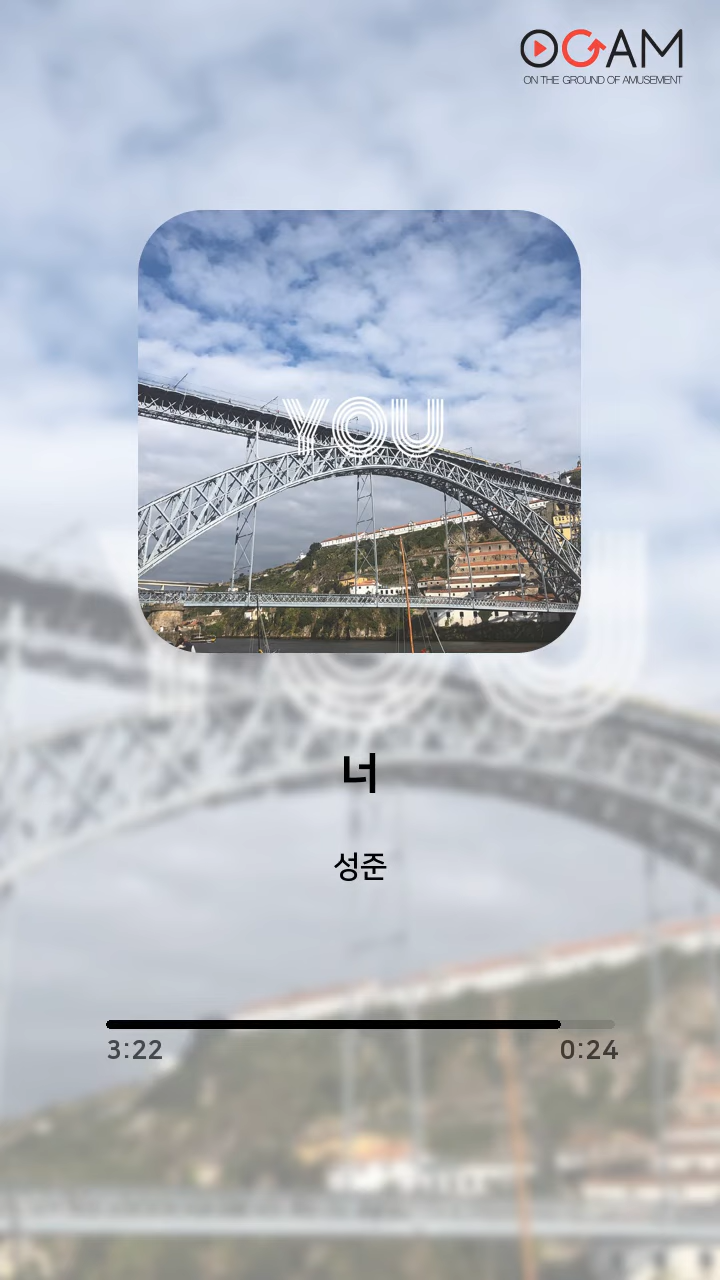 OGAM
ON THE GROUND OF AMUSEMENT
YOU
너
성준
3:22
0:24